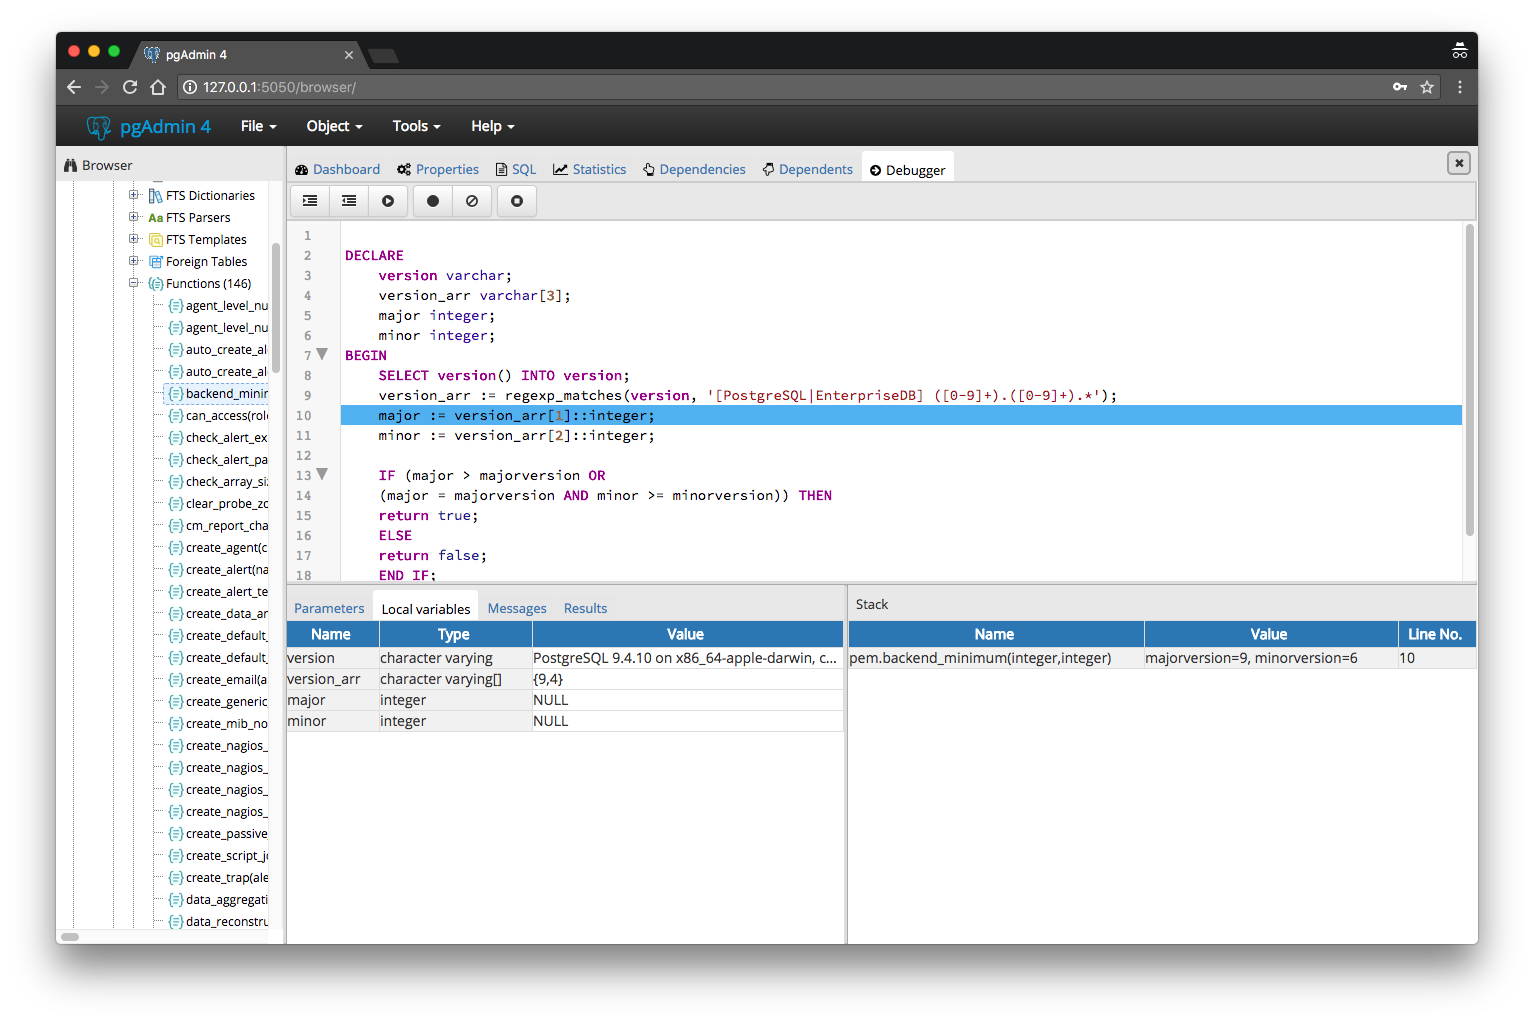 pgAdmin 4
127.0.0.1:5050/browser/
pgAdmin 4 File Object Tools Help
Browser
FTS Dictionaries
FTS Parsers
FTS Templates
Foreign Tables
Functions (146)
agent_level_nu
agent_level_nu
auto_create_al
auto_create_al
backend_minir
can_access(role
check_alert_ex
check_alert_pa
check_array_si
clear_probe_zo
cm_report_cha
create_agent(c
create_alert(na
create_alert_te
create_data_ar
create_default_
create_default_
create_email(a
create_generic_
create_mib_no
create_nagios_
create_nagios_
create_nagios_
create_nagios_
create_passive
create_script_jo
create_trap(ale
data_aggregati
data_reconstru
Dashboard Properties SQL Statistics Dependencies Dependents Debugger
1
2 DECLARE
3 version varchar;
4 version_arr varchar[3];
5 major integer;
6 minor integer;
7 BEGIN
8 SELECT version() INTO version;
9 version_arr := regexp_matches(version, '[PostgreSQL|EnterpriseDB] ([0-9]+).([0-9]+).*');
10 major := version_arr[1]::integer;
11 minor := version_arr[2]::integer;
12
13 IF (major > majorversion OR
14 (major = majorversion AND minor >= minorversion)) THEN
15 return true;
16 ELSE
17 return false;
18 END IF;
Parameters Local variables Messages Results
Name Type Value
version character varying PostgreSQL 9.4.10 on x86_64-apple-darwin, c...
version_arr character varying[] {9,4}
major integer NULL
minor integer NULL
Stack
Name Value Line No.
pem.backend_minimum(integer,integer) majorversion=9, minorversion=6 10